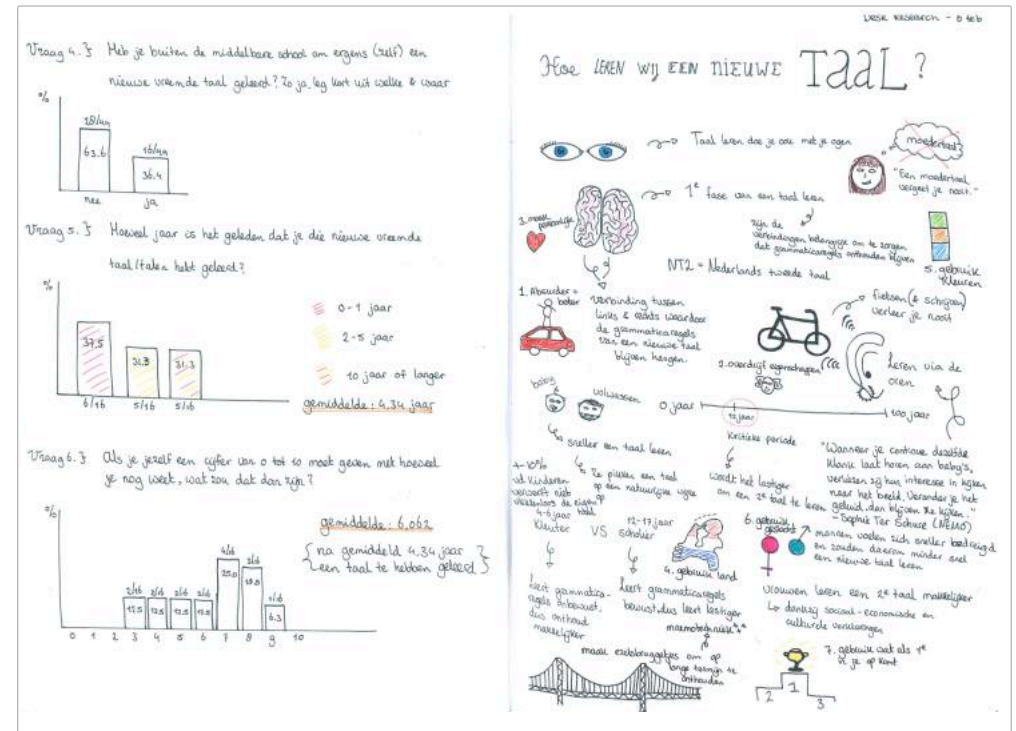 Vraag 4. } Heb je buiten de middelbare school om ergens (zelf) een
nieuwe vreemde taal geleerd? Zo ja, leg kort uit welke & waar
%
28/44
63.6
nee
16/44
36.4
ja
Vraag 5. } Hoeveel jaar is het geleden dat je die nieuwe vreemde
taal/talen hebt geleerd?
%
37,5
31.3
31.3
6/16
5/16
5/16
0-1 jaar
2-5 jaar
10 jaar of langer
gemiddelde: 4,34 jaar
Vraag 6. } Als je jezelf een cijfer van 0 tot 10 moet geven met hoeveel
je nog weet, wat zou dat dan zijn?
%
gemiddelde: 6,062
{ na gemiddeld 4.34 jaar }
{ een taal te hebben geleerd }
2/16 2/16 2/16 2/16 4/16 3/16 1/16
12.5 12.5 12.5 12.5 25.0 6.3
0 1 2 3 4 5 6 7 8 9 10
DESK RESEARCH - 8 feb
Hoe LEREN WIJ EEN NIEUWE TAAL?
Taal leren doe je ook met je ogen
moedertaal
"Een moedertaal
vergeet je nooit."
1e fase van een taal leren
zijn de
verbindingen belangrijk om te zorgen
dat grammaticaregels onthouden blijven
3. maak
persoonlijk
NT2 = Nederlands tweede taal
5. gebruik
kleuren
1. Absurder =
beter
verbinding tussen
links & rechts waardoor
de grammaticaregels
van een nieuwe taal
blijven hangen.
fietsen (& schrijven)
verleer je nooit
2. overdrijf eigenschappen
Leren via de
oren
baby
volwassen
0 jaar
12 jaar
100 jaar
Kritieke periode
sneller een taal leren
Ze pikken een taal
op een natuurlijke wijze
op
+- 10%
vd kinderen
verwerft niet
vlekkeloos de eigen
taal
wordt het lastiger
om een 2e taal te leren
"Wanneer je continue dezelfde
klank laat horen aan baby's,
verliezen zij hun interesse in kijken
naar het beeld. Verander je het
geluid, dan blijven ze kijken."
- Sophie Ter Schure (NEMO)
4-6 jaar
Kleuter
VS
12-17 jaar
scholier
4. gebruik land
6. gebruik
geslacht
mannen voelen zich sneller bedreigd
en zouden daarom minder snel
een nieuwe taal leren
leert grammatica-
regels onbewust,
dus onthoud
makkelijker
Leert grammaticaregels
bewust, dus leert lastiger
vrouwen leren een 2e taal makkelijker
dankzij sociaal-economische en
culturele
maak ezelsbruggetjes om op
lange termijn te
onthouden
7. gebruik wat als 1e
in je op komt
2 1 3